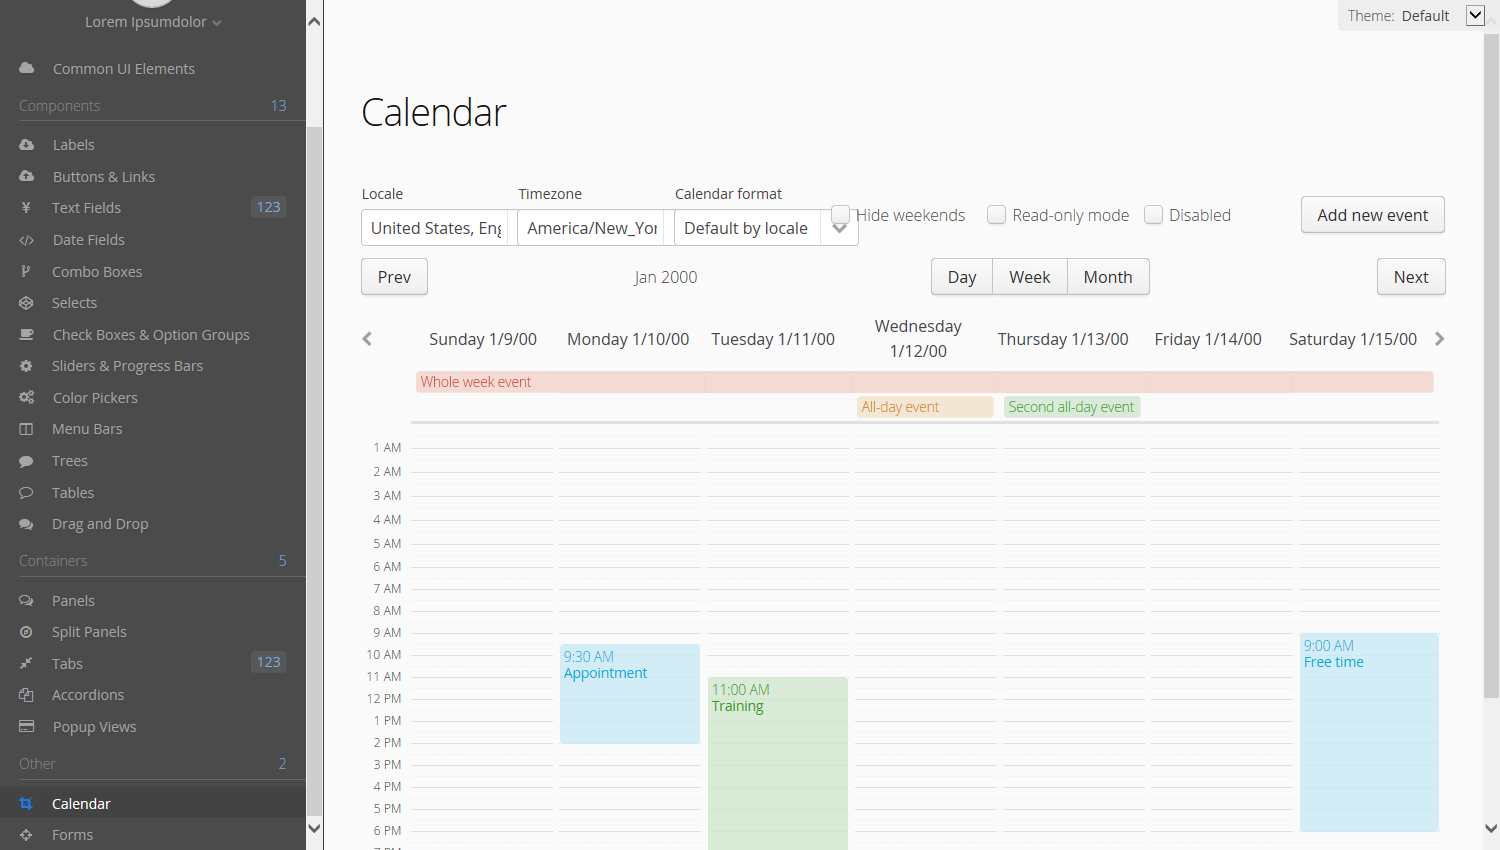 Lorem Ipsumdolor
Common UI Elements
Components 13
Labels
Buttons & Links
Text Fields 123
Date Fields
Combo Boxes
Selects
Check Boxes & Option Groups
Sliders & Progress Bars
Color Pickers
Menu Bars
Trees
Tables
Drag and Drop
Containers 5
Panels
Split Panels
Tabs 123
Accordions
Popup Views
Other 2
Calendar
Forms
Theme: Default
Calendar
Locale Timezone Calendar format
United States, Eng America/New_Yor Default by locale Hide weekends Read-only mode Disabled Add new event
Prev Jan 2000 Day Week Month Next
Sunday 1/9/00 Monday 1/10/00 Tuesday 1/11/00 Wednesday 1/12/00 Thursday 1/13/00 Friday 1/14/00 Saturday 1/15/00
Whole week event
All-day event Second all-day event
1 AM
2 AM
3 AM
4 AM
5 AM
6 AM
7 AM
8 AM
9 AM
10 AM
11 AM
12 PM
1 PM
2 PM
3 PM
4 PM
5 PM
6 PM
9:30 AM
Appointment
11:00 AM
Training
9:00 AM
Free time